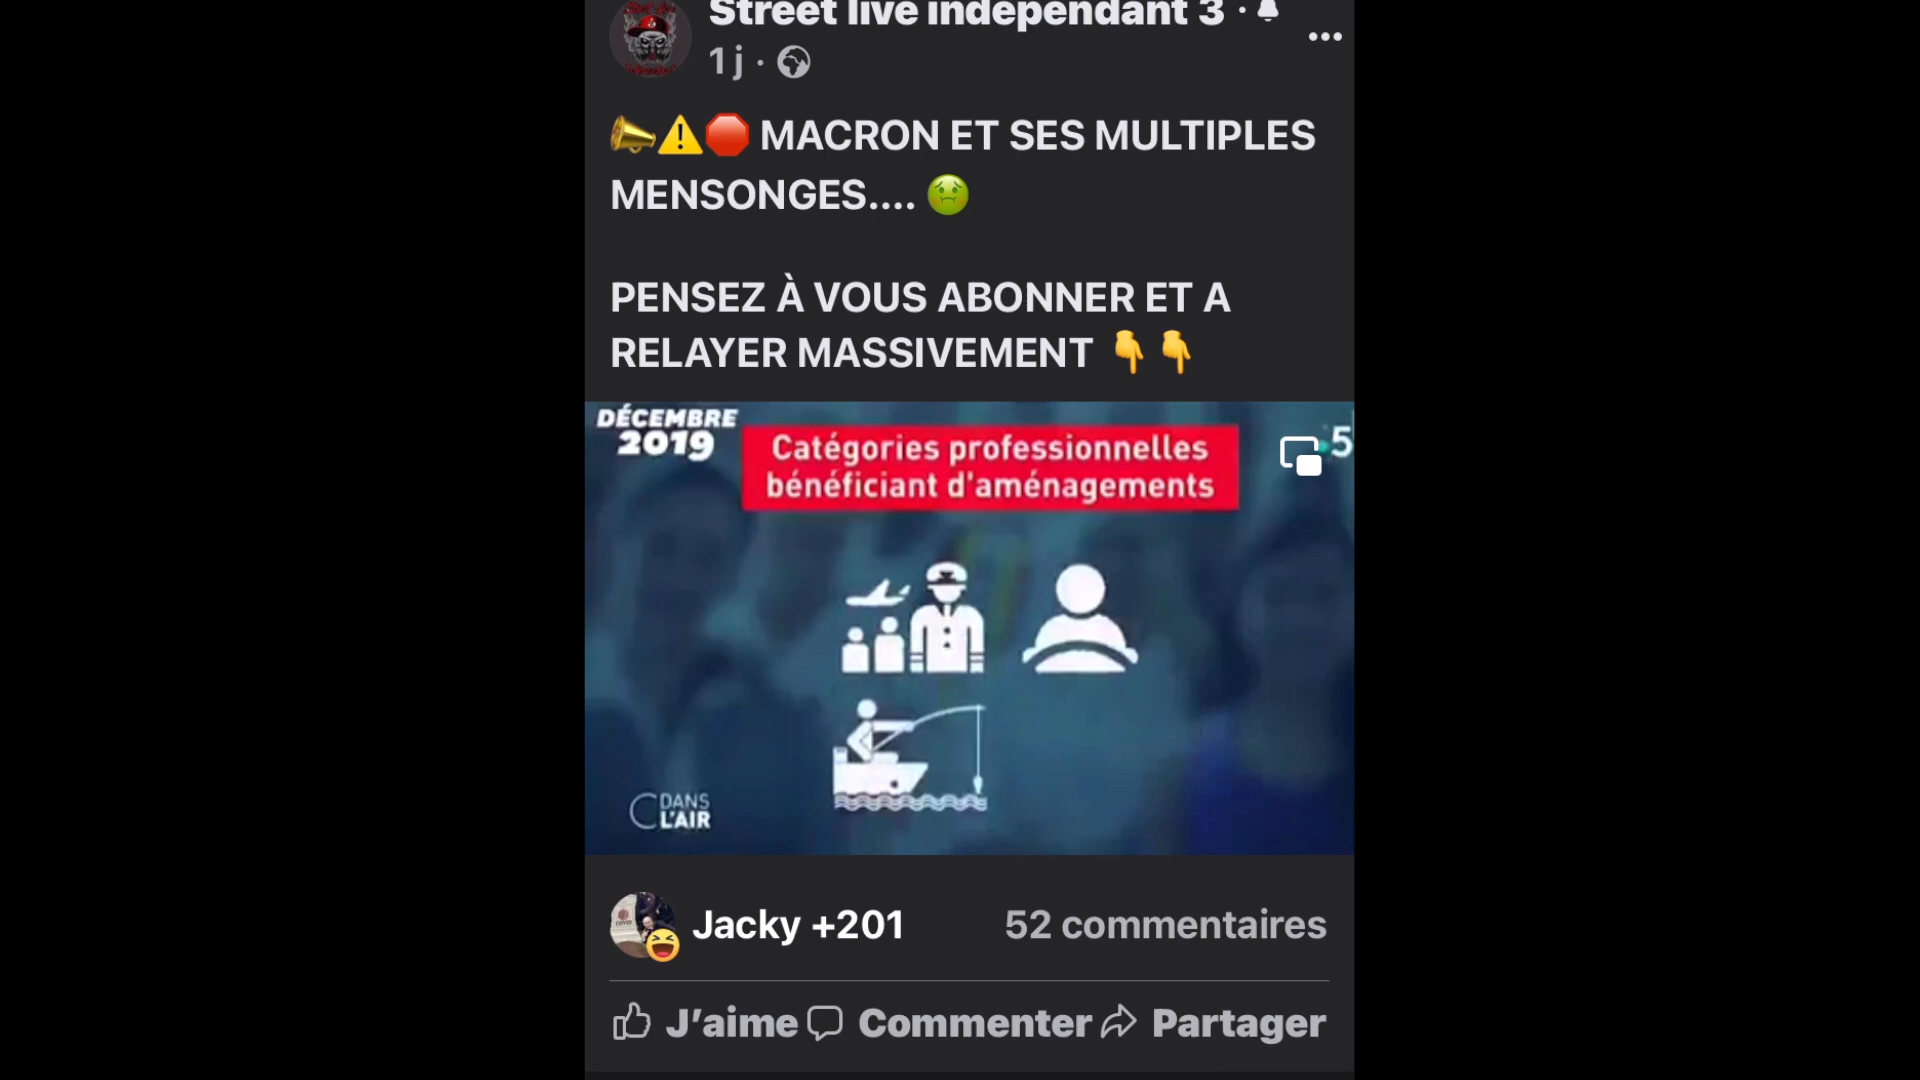 Street live indépendant 3 ·
1 j ·
MACRON ET SES MULTIPLES
MENSONGES....
PENSEZ À VOUS ABONNER ET A
RELAYER MASSIVEMENT
DÉCEMBRE
2019
Catégories professionnelles
bénéficiant d'aménagements
5
C DANS
L'AIR
Jacky +201
52 commentaires
J’aime
Commenter
Partager